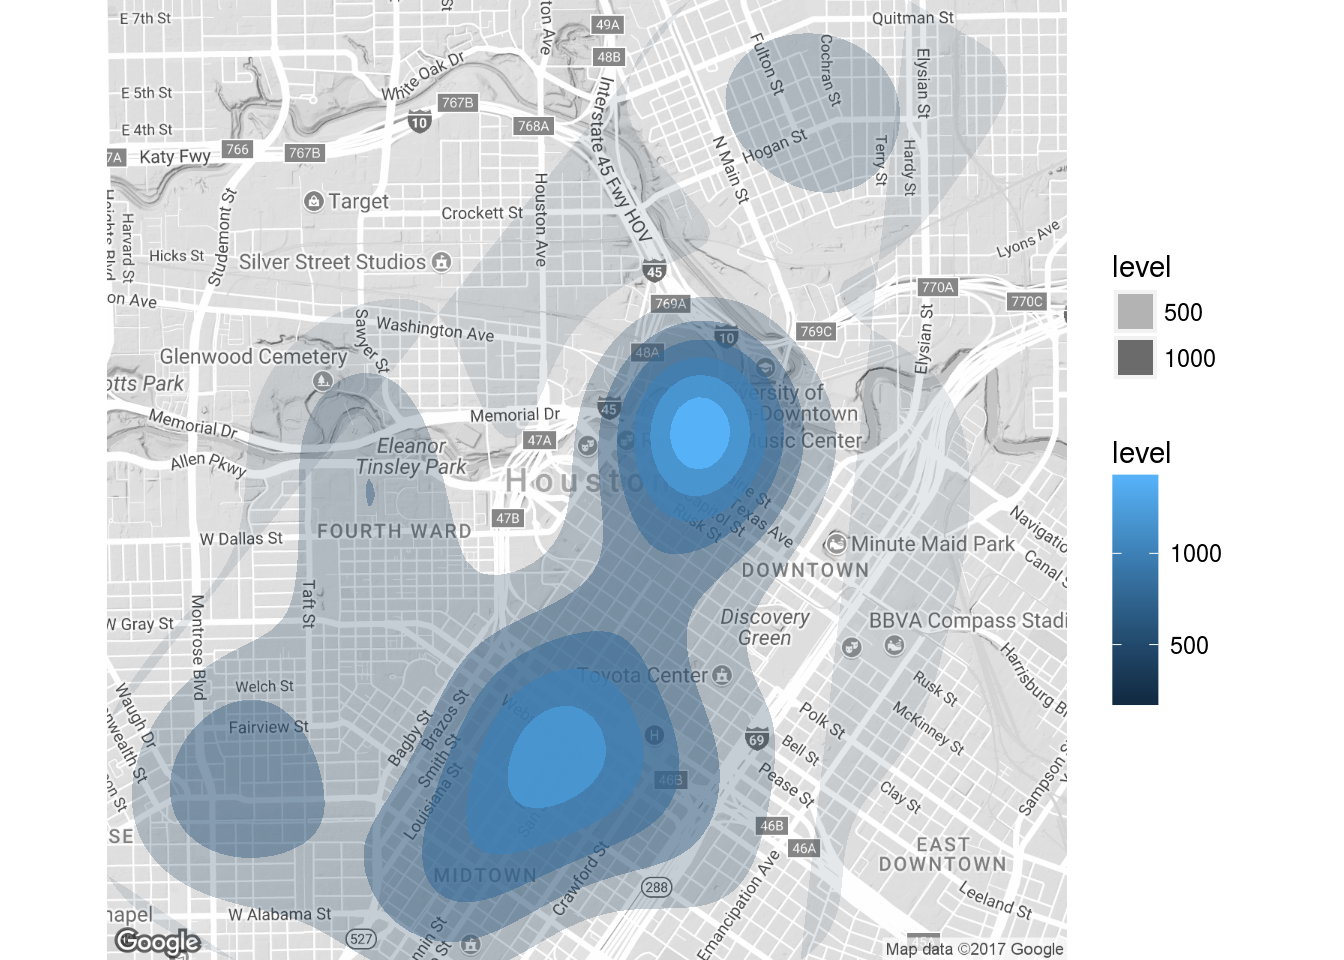 E 7th St
49A
Quitman St
48B
White Oak Dr
Fulton St
Cochran St
Elysian St
E 5th St
767B
10
768A
E 4th St
Interstate 45 Fwy HOV
N Main St
Hogan St
Terry St
Hardy St
7A
Katy Fwy
766
767B
Target
Houston Ave
Crockett St
Studemont St
Harvard St
Hicks St
Silver Street Studios
Lyons Ave
45
770A
770C
on Ave
769A
Washington Ave
Sawyer St
10
769C
Elysian St
Glenwood Cemetery
48A
otts Park
versity of
Memorial Dr
Memorial Dr
45
-Downtown
Eleanor
Tinsley Park
47A
usic Center
Allen Pkwy
Housto
ine St
Capitol St
Texas Ave
Rusk St
47B
FOURTH WARD
W Dallas St
Minute Maid Park
Navigatio
Canal S
DOWNTOWN
Taft St
Montrose Blvd
W Gray St
Discovery
Green
BBVA Compass Stadi
Harrisburg Bl
Toyota Center
Welch St
Rusk St
Waugh Dr
Fairview St
Bagby St
Brazos St
Smith St
Louisiana St
H
69
Polk St
McKinney St
Bell St
Pease St
46B
Clay St
Sampson S
46B
46A
SE
EAST
DOWNTOWN
MIDTOWN
Crawford St
288
Emancipation Ave
Leeland St
hapel
W Alabama St
527
Google
Map data ©2017 Google
level
500
1000
level
1000
500